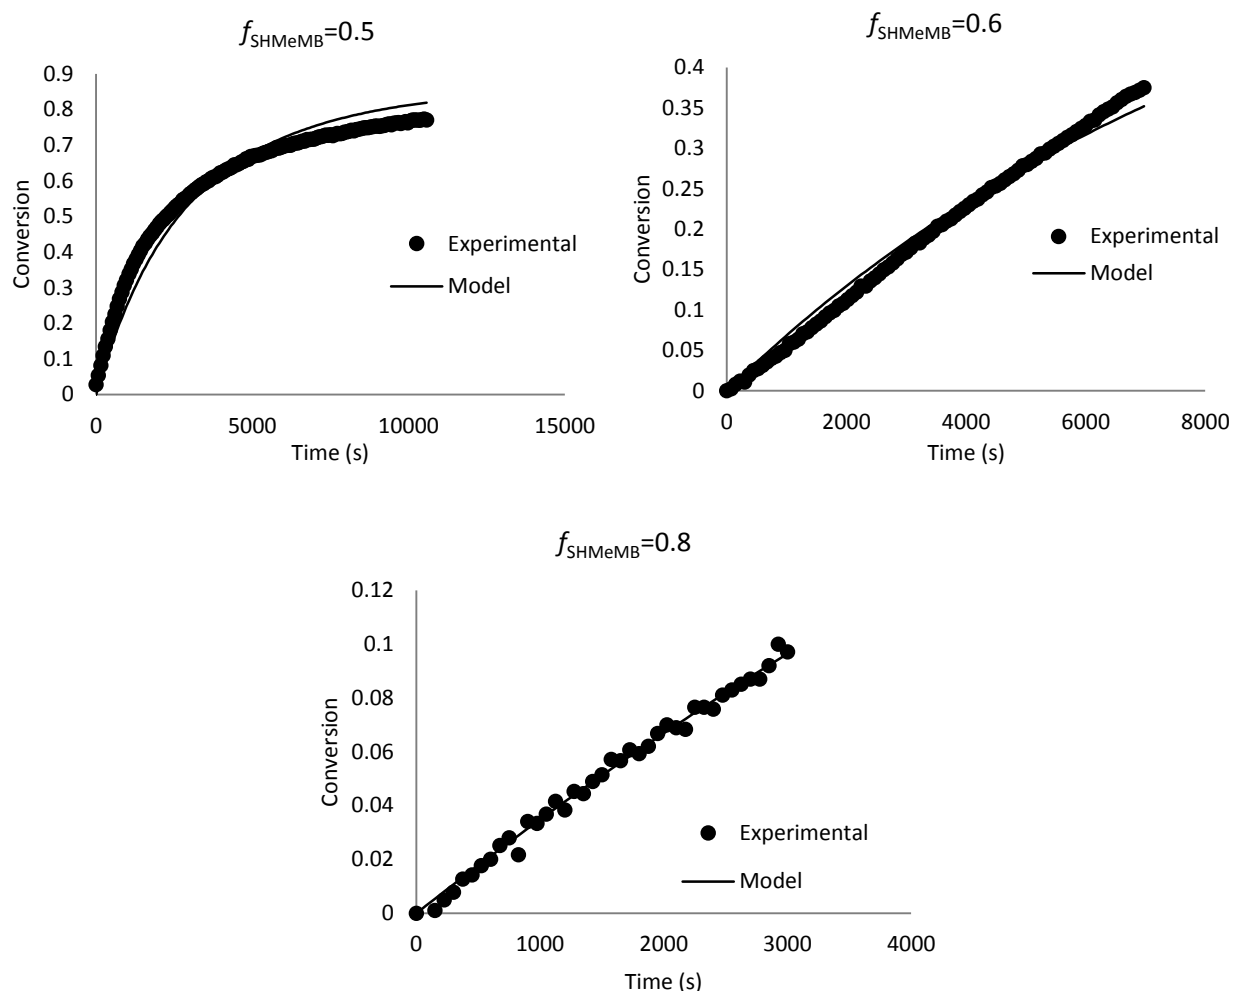 fSHMeMB=0.5
0.9
0.8
0.7
0.6
0.5
0.4
0.3
0.2
0.1
0
Conversion
Experimental
Model
0 5000 10000 15000
Time (s)
fSHMeMB=0.6
0.4
0.35
0.3
0.25
0.2
0.15
0.1
0.05
0
Conversion
Experimental
Model
0 2000 4000 6000 8000
Time (s)
fSHMeMB=0.8
0.12
0.1
0.08
0.06
0.04
0.02
0
Conversion
Experimental
Model
0 1000 2000 3000 4000
Time (s)